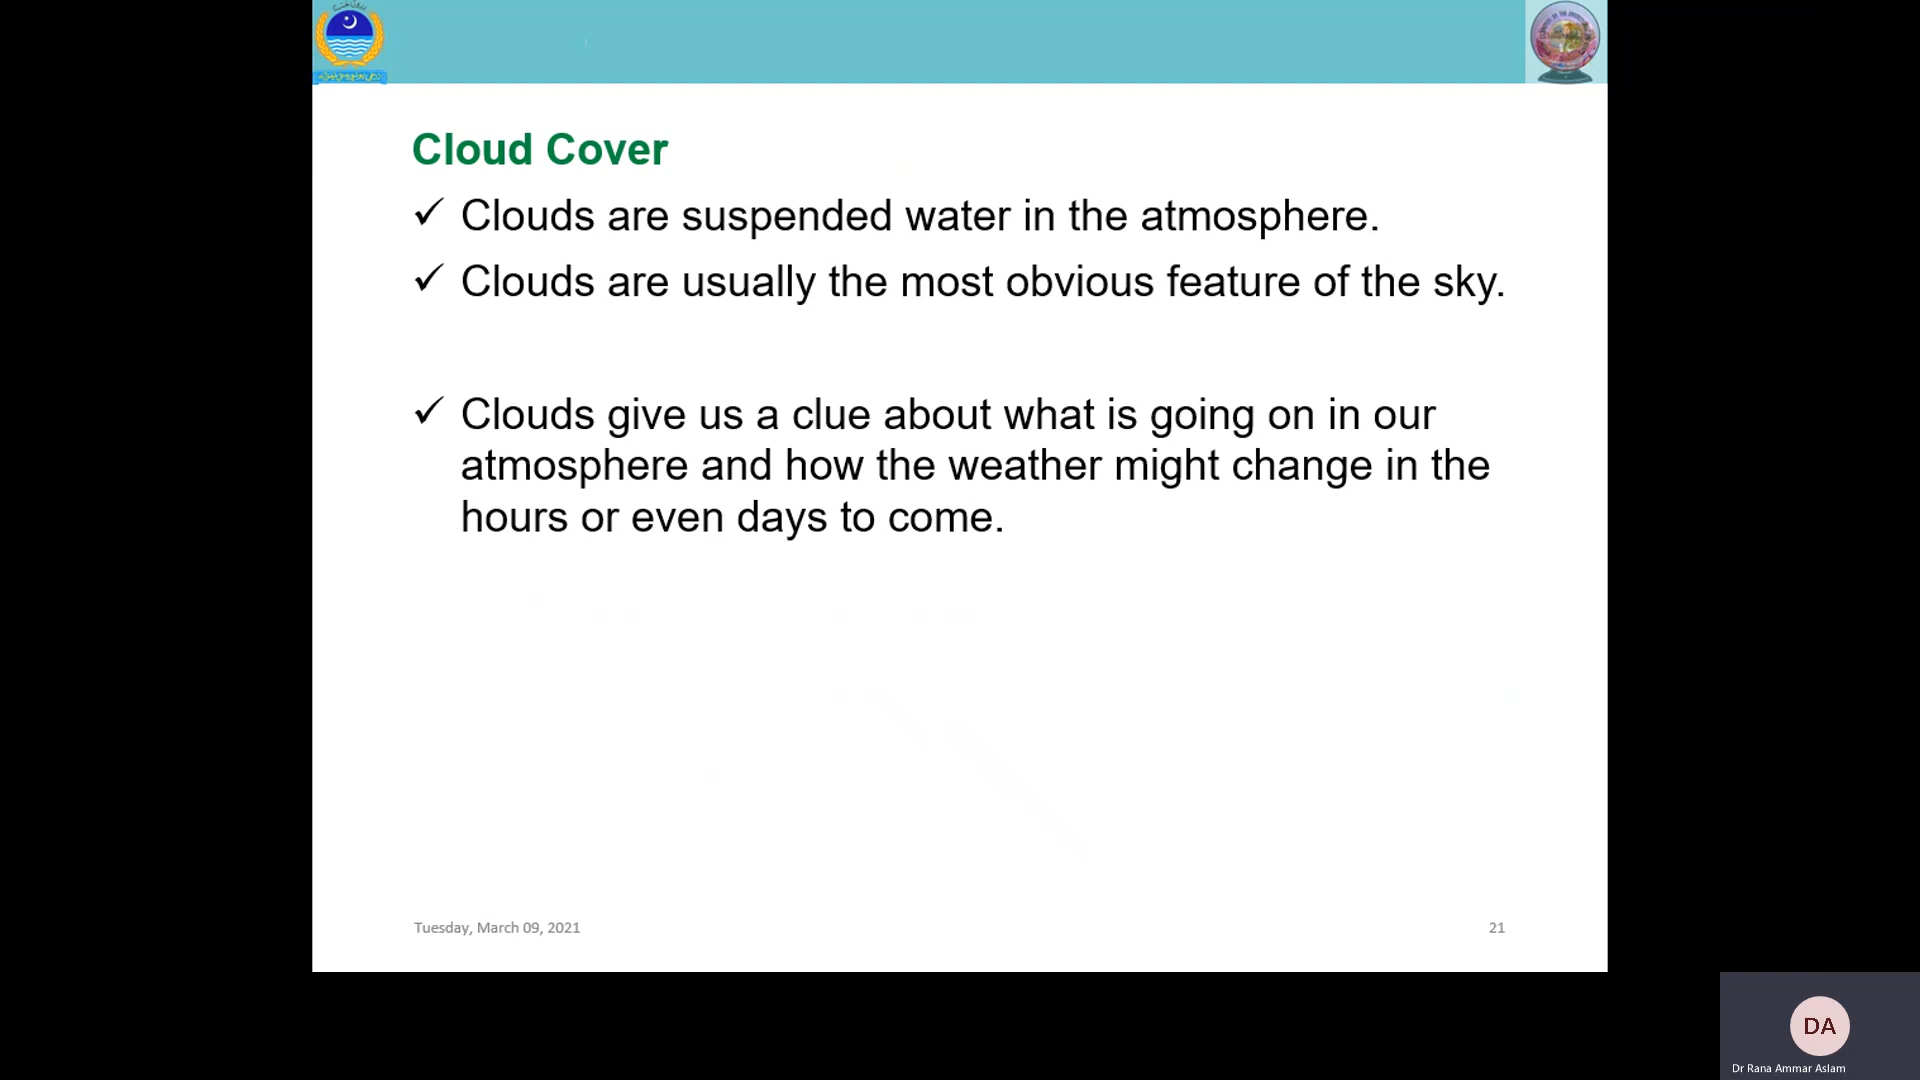 Cloud Cover
✓ Clouds are suspended water in the atmosphere.
✓ Clouds are usually the most obvious feature of the sky.
✓ Clouds give us a clue about what is going on in our
atmosphere and how the weather might change in the
hours or even days to come.
Tuesday, March 09, 2021
21
DA
Dr Rana Ammar Aslam